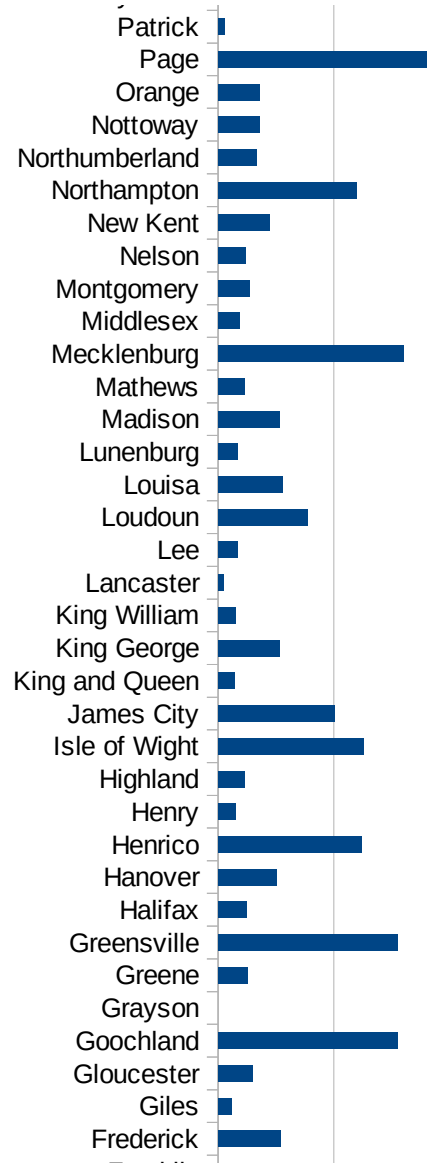 Patrick
Page
Orange
Nottoway
Northumberland
Northampton
New Kent
Nelson
Montgomery
Middlesex
Mecklenburg
Mathews
Madison
Lunenburg
Louisa
Loudoun
Lee
Lancaster
King William
King George
King and Queen
James City
Isle of Wight
Highland
Henry
Henrico
Hanover
Halifax
Greensville
Greene
Grayson
Goochland
Gloucester
Giles
Frederick